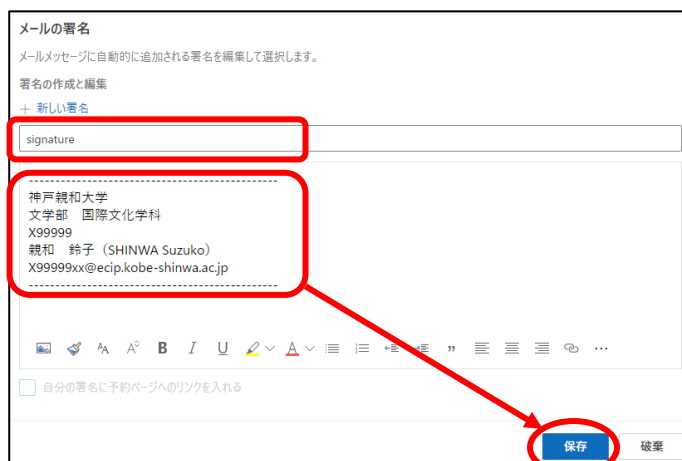 メールの署名
メールメッセージに自動的に追加される署名を編集して選択します。
署名の作成と編集
+ 新しい署名
signature
------------------------------------------------
神戸親和大学
文学部　国際文化学科
X99999
親和　鈴子（SHINWA Suzuko）
X99999xx@ecip.kobe-shinwa.ac.jp
------------------------------------------------
AA A° B I U A ” …
自分の署名に予約ページへのリンクを入れる
保存 破棄